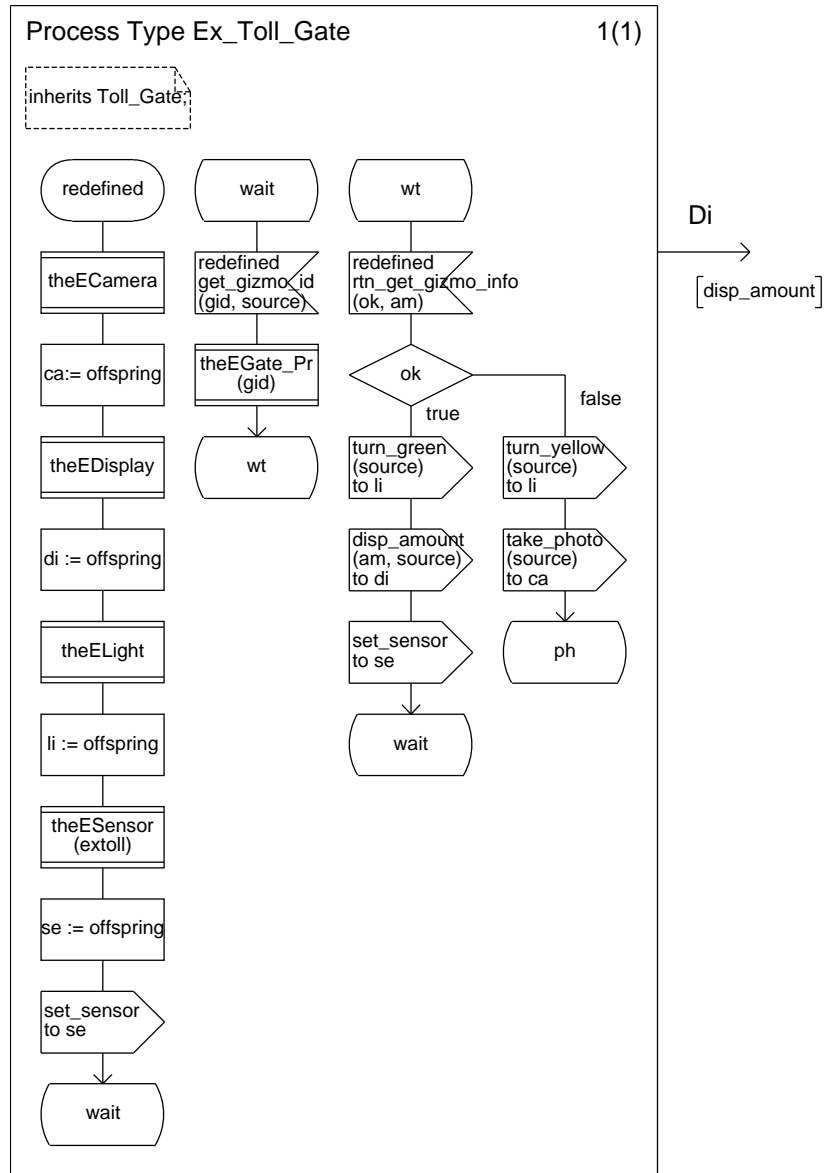 Process Type Ex_Toll_Gate
1(1)
inherits Toll_Gate;
redefined
theECamera
ca:= offspring
theEDisplay
di := offspring
theELight
li := offspring
theESensor
(extoll)
se := offspring
set_sensor
to se
wait
wait
redefined
get_gizmo_id
(gid, source)
theEGate_Pr
(gid)
wt
wt
redefined
rtn_get_gizmo_info
(ok, am)
ok
true
turn_green
(source)
to li
disp_amount
(am, source)
to di
set_sensor
to se
wait
false
turn_yellow
(source)
to li
take_photo
(source)
to ca
ph
Di
[disp_amount]